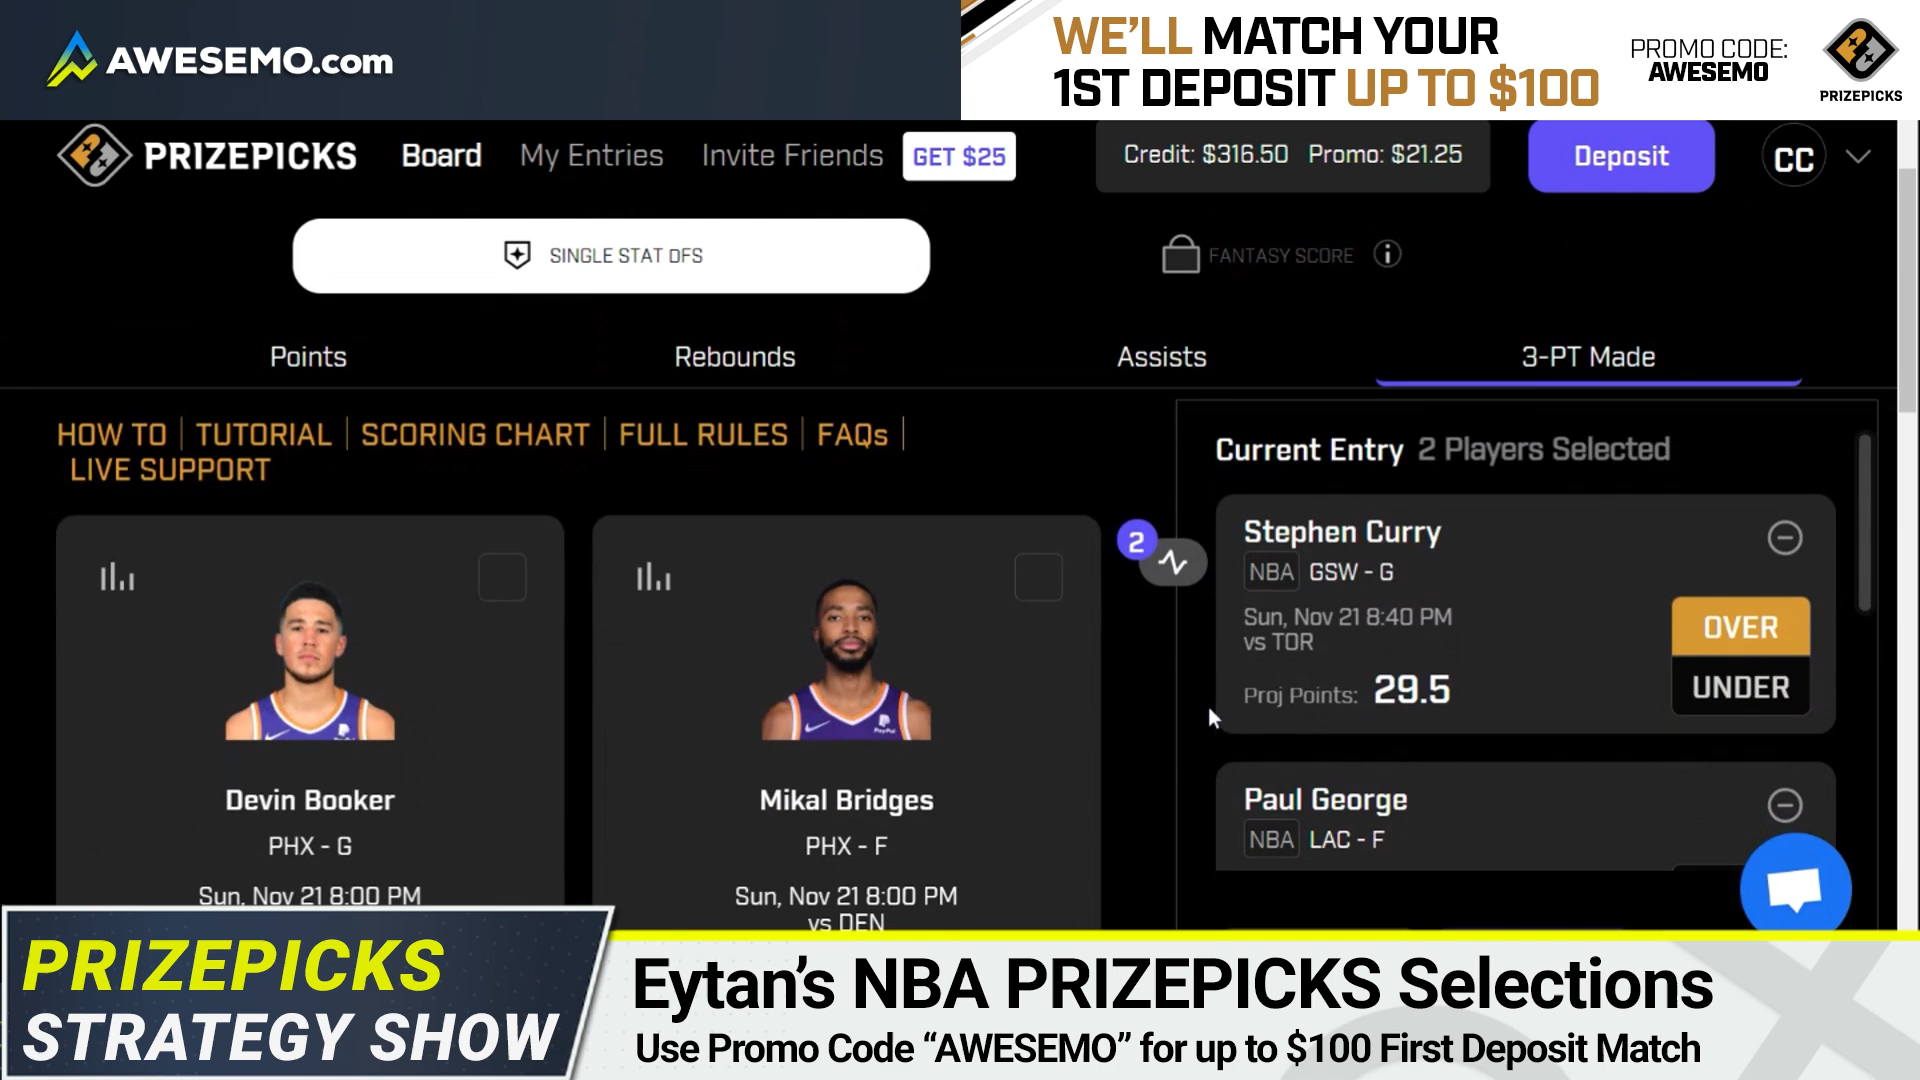 AWESEMO.com
WE'LL MATCH YOUR
1ST DEPOSIT UP TO $100
PROMO CODE:
AWESEMO
PRIZEPICKS
PRIZEPICKS
Board
My Entries
Invite Friends
GET $25
Credit: $316.50 Promo: $21.25
Deposit
CC
SINGLE STAT DFS
FANTASY SCORE
i
Points
Rebounds
Assists
3-PT Made
HOW TO | TUTORIAL | SCORING CHART | FULL RULES | FAQs |
LIVE SUPPORT
Devin Booker
PHX - G
Sun, Nov 21 8:00 PM
Mikal Bridges
PHX - F
Sun, Nov 21 8:00 PM
vs DEN
2
Current Entry 2 Players Selected
Stephen Curry
NBA GSW - G
Sun, Nov 21 8:40 PM
vs TOR
Proj Points: 29.5
OVER
UNDER
Paul George
NBA LAC - F
PRIZEPICKS
STRATEGY SHOW
Eytan's NBA PRIZEPICKS Selections
Use Promo Code “AWESEMO” for up to $100 First Deposit Match